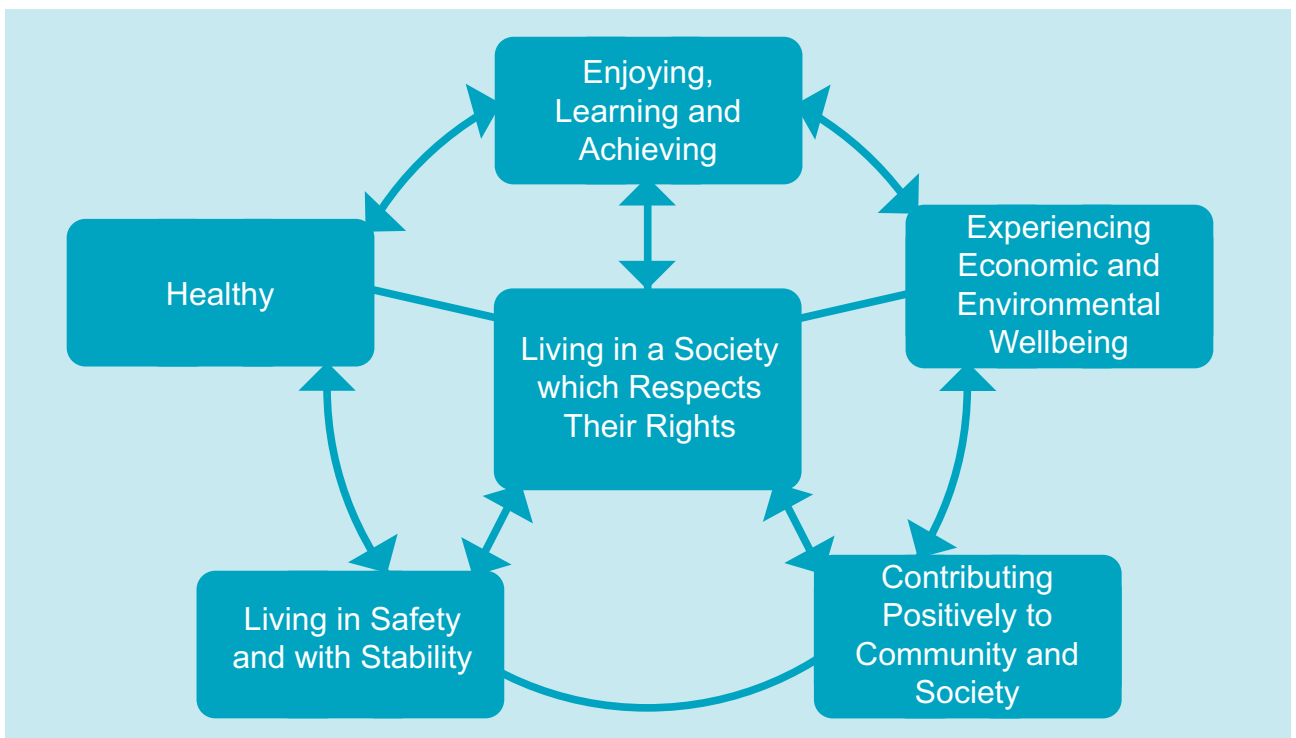 Enjoying,
Learning and
Achieving
Healthy
Experiencing
Economic and
Environmental
Wellbeing
Living in a Society
which Respects
Their Rights
Living in Safety
and with Stability
Contributing
Positively to
Community and
Society